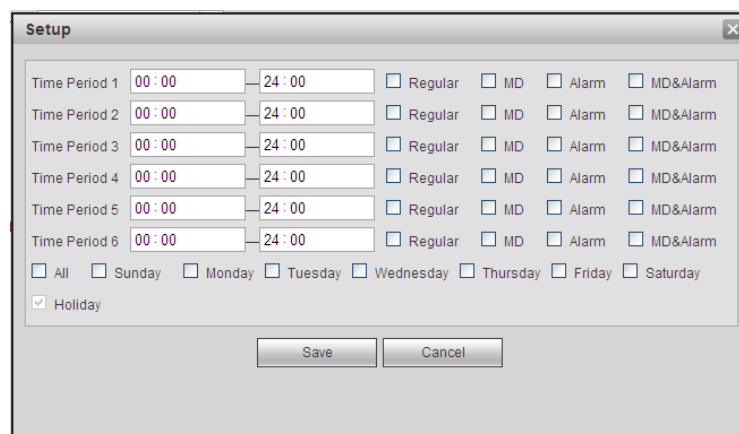 Setup
Time Period 1 00:00 — 24:00 Regular MD Alarm MD&Alarm
Time Period 2 00:00 — 24:00 Regular MD Alarm MD&Alarm
Time Period 3 00:00 — 24:00 Regular MD Alarm MD&Alarm
Time Period 4 00:00 — 24:00 Regular MD Alarm MD&Alarm
Time Period 5 00:00 — 24:00 Regular MD Alarm MD&Alarm
Time Period 6 00:00 — 24:00 Regular MD Alarm MD&Alarm
All Sunday Monday Tuesday Wednesday Thursday Friday Saturday
Holiday
Save Cancel